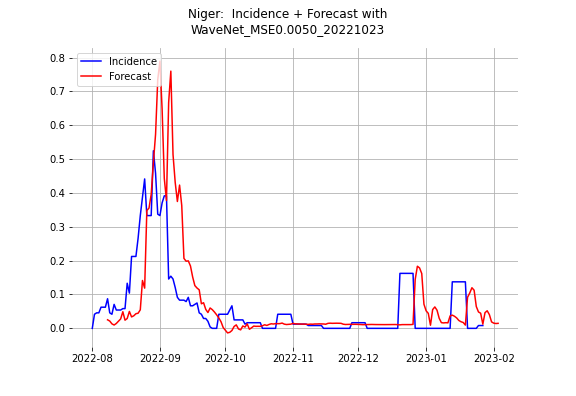 Niger:  Incidence + Forecast with
WaveNet_MSE0.0050_20221023
Incidence
Forecast
0.8
0.7
0.6
0.5
0.4
0.3
0.2
0.1
0.0
2022-08 2022-09 2022-10 2022-11 2022-12 2023-01 2023-02